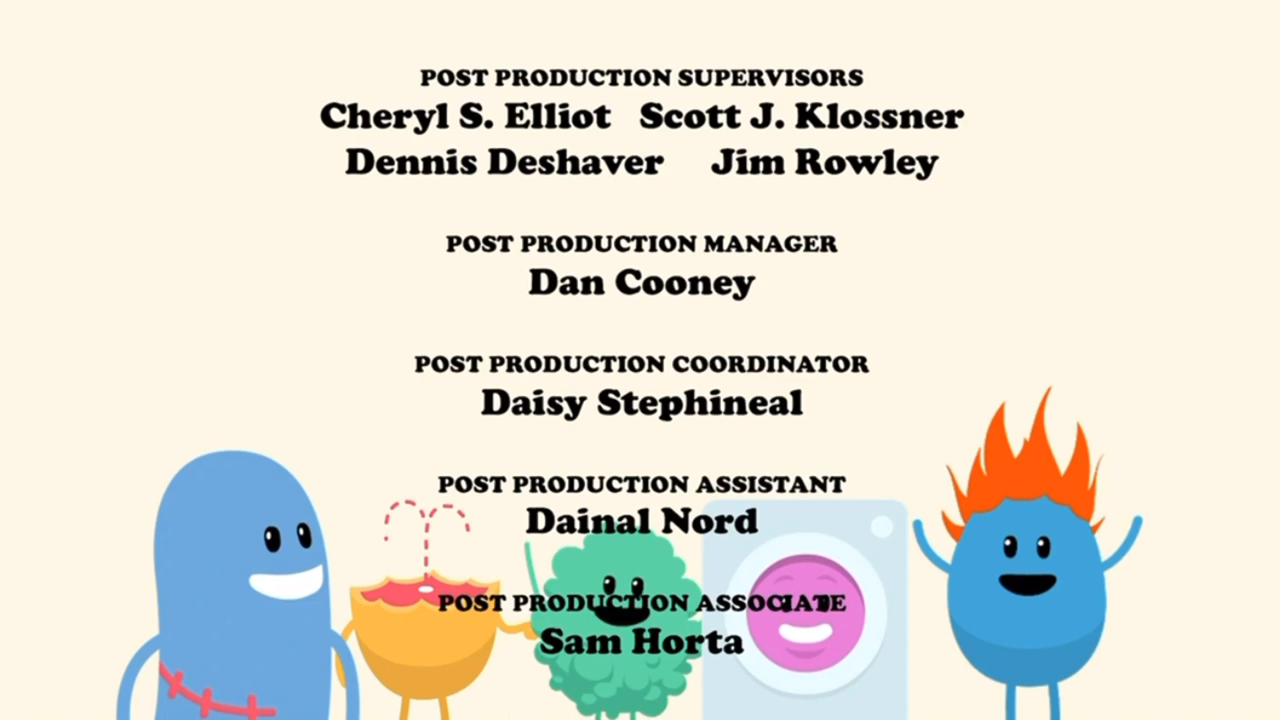 POST PRODUCTION SUPERVISORS
Cheryl S. Elliot Scott J. Klossner
Dennis Deshaver Jim Rowley
POST PRODUCTION MANAGER
Dan Cooney
POST PRODUCTION COORDINATOR
Daisy Stephineal
POST PRODUCTION ASSISTANT
Dainal Nord
POST PRODUCTION ASSOCIATE
Sam Horta